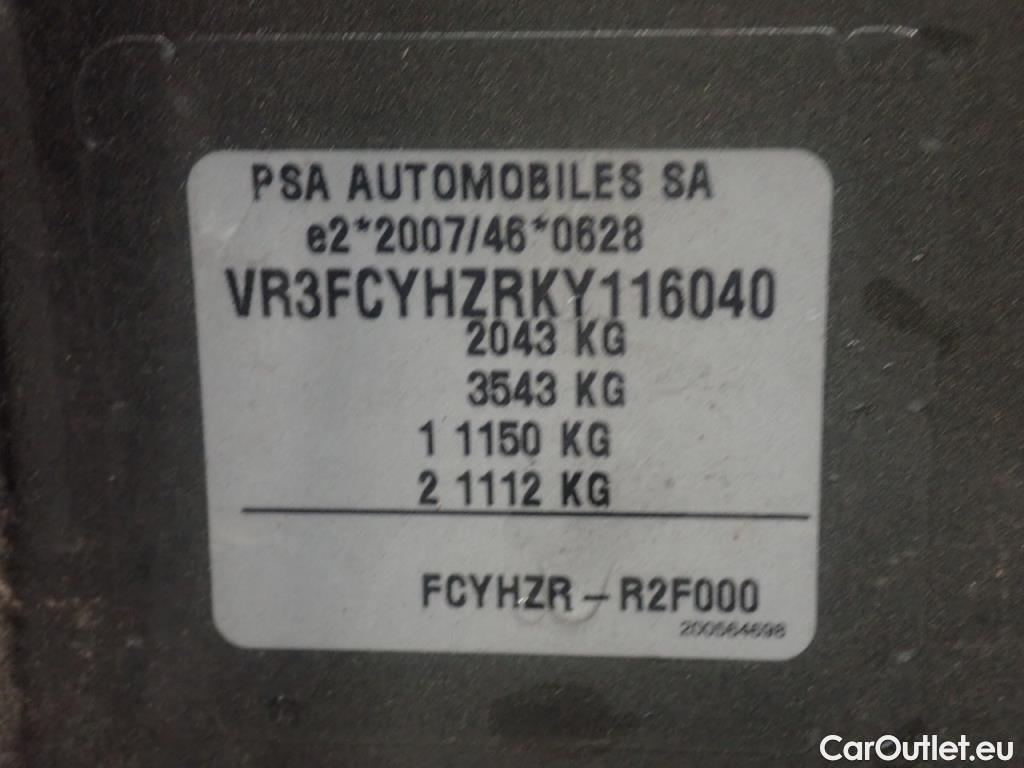 PSA AUTOMOBILES SA
e2*2007/46*0628
VR3FCYHZRKY116040
2043 KG
3543 KG
1 1150 KG
2 1112 KG
FCYHZR – R2F000
200564698
CarOutlet.eu